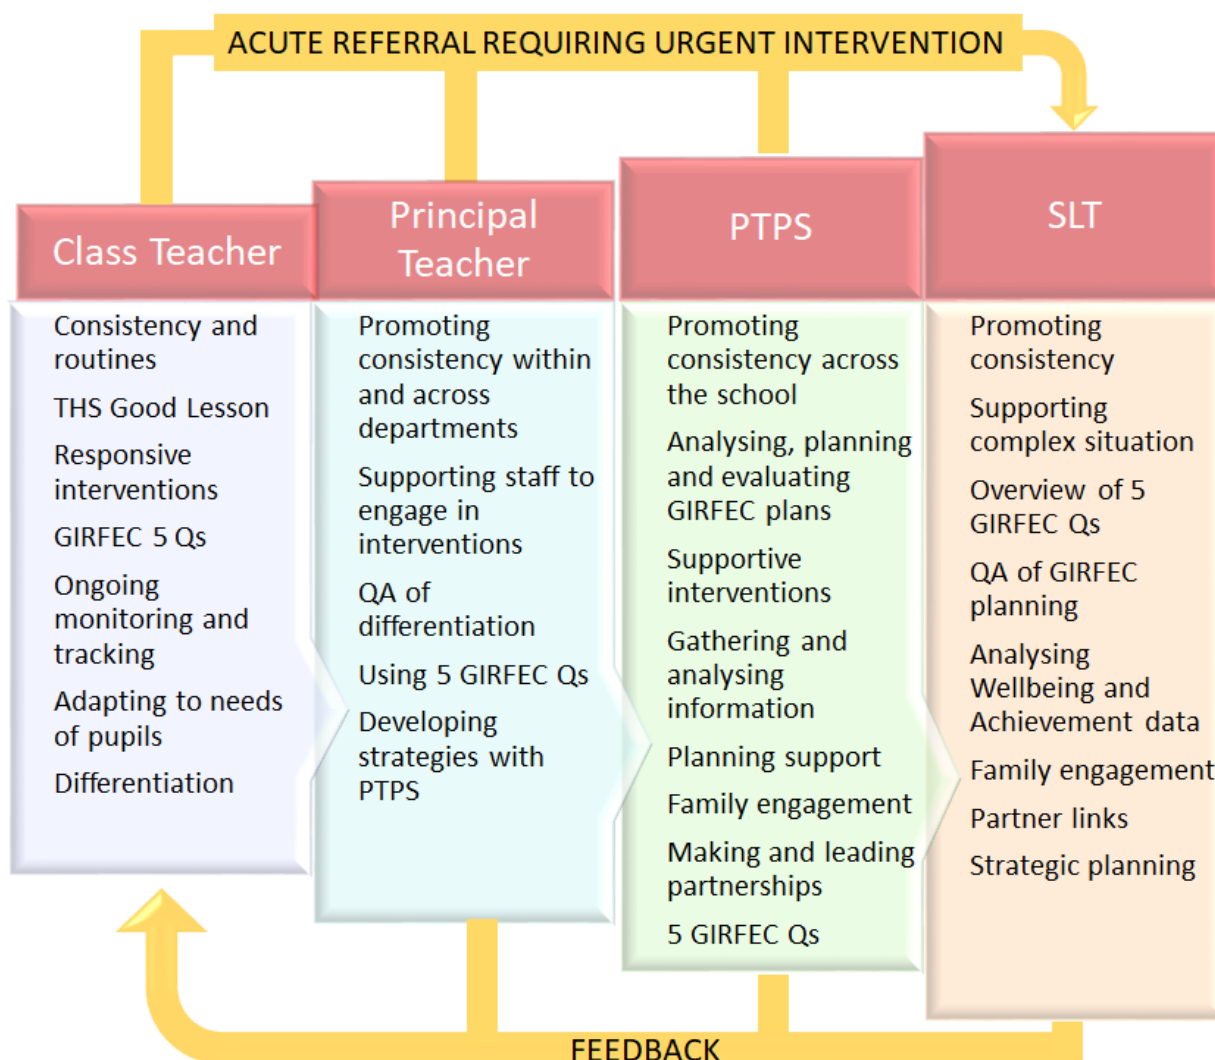 ACUTE REFERRAL REQUIRING URGENT INTERVENTION
Class Teacher
Consistency and
routines
THS Good Lesson
Responsive
interventions
GIRFEC 5 Qs
Ongoing
monitoring and
tracking
Adapting to needs
of pupils
Differentiation
Principal
Teacher
Promoting
consistency within
and across
departments
Supporting staff to
engage in
interventions
QA of
differentiation
Using 5 GIRFEC Qs
Developing
strategies with
PTPS
PTPS
Promoting
consistency across
the school
Analysing, planning
and evaluating
GIRFEC plans
Supportive
interventions
Gathering and
analysing
information
Planning support
Family engagement
Making and leading
partnerships
5 GIRFEC Qs
SLT
Promoting
consistency
Supporting
complex situation
Overview of 5
GIRFEC Qs
QA of GIRFEC
planning
Analysing
Wellbeing and
Achievement data
Family engagement
Partner links
Strategic planning
FEEDBACK